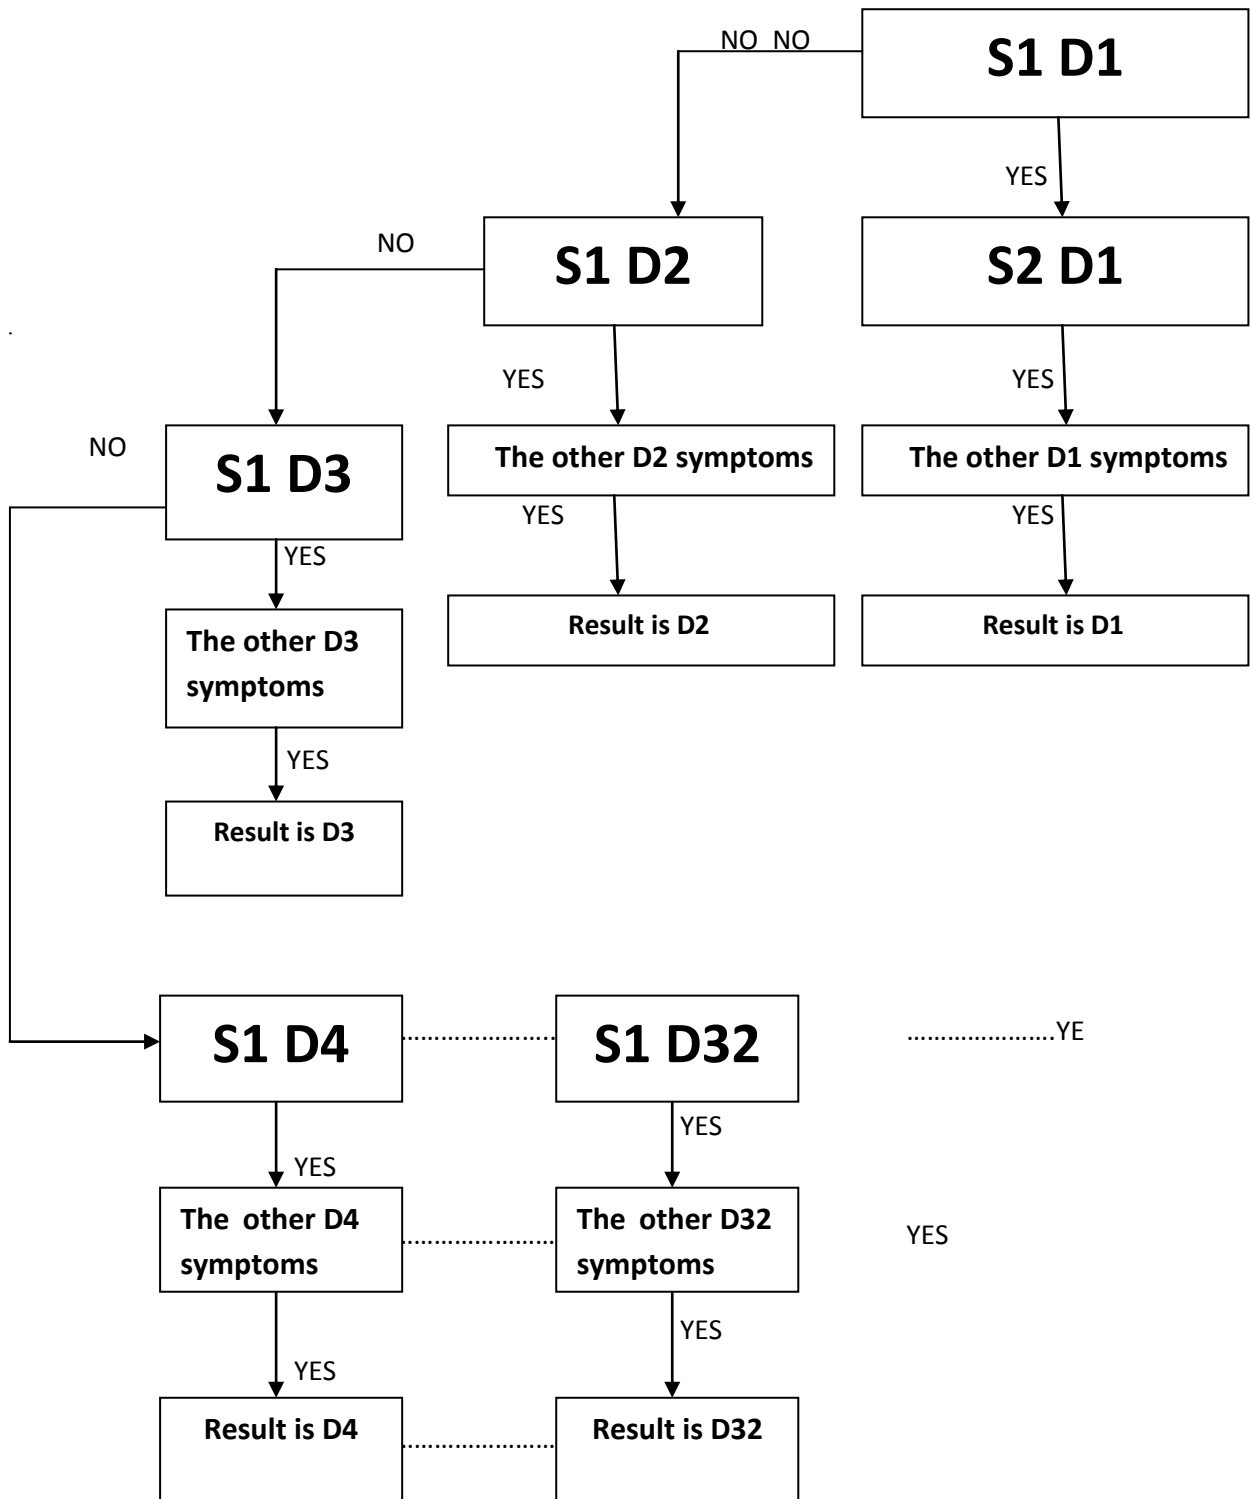 NO NO
S1 D1
YES
NO
S1 D2
S2 D1
YES
YES
NO
S1 D3
The other D2 symptoms
The other D1 symptoms
YES
YES
YES
The other D3
symptoms
Result is D2
Result is D1
YES
Result is D3
S1 D4
......................
S1 D32
.....................YE
YES
YES
The other D4
symptoms
......................
The other D32
symptoms
YES
YES
YES
Result is D4
......................
Result is D32